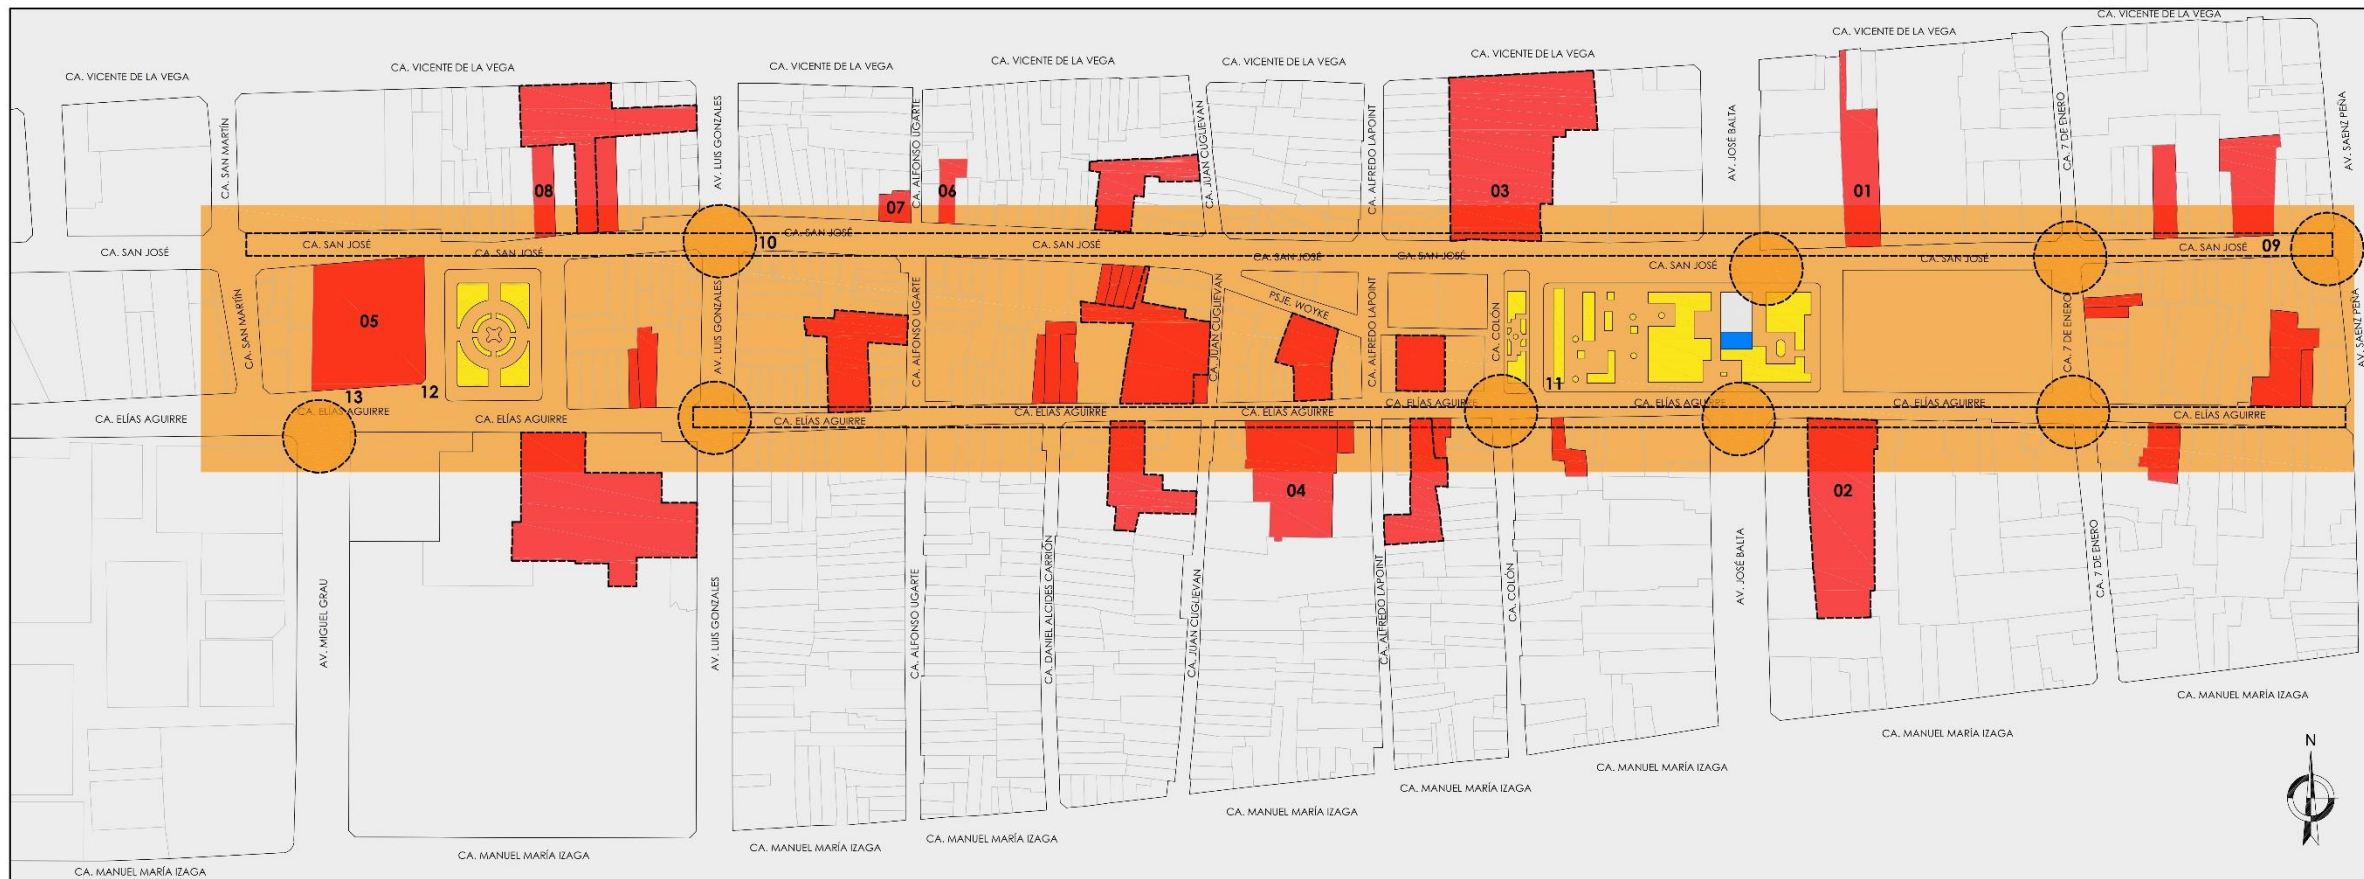 CA. VICENTE DE LA VEGA
CA. VICENTE DE LA VEGA
CA. VICENTE DE LA VEGA
CA. VICENTE DE LA VEGA
CA. VICENTE DE LA VEGA
CA. VICENTE DE LA VEGA
CA. VICENTE DE LA VEGA
CA. VICENTE DE LA VEGA
CA. SAN MARTÍN
AV. LUIS GONZALES
CA. ALFONSO UGARTE
CA. JUAN CUGLIEVAN
CA. ALFREDO LAPOINT
AV. JOSÉ BALTA
CA. 7 DE ENERO
AV. SAENZ PEÑA
08
07
06
03
01
CA. SAN JOSÉ
CA. SAN JOSÉ
CA. SAN JOSÉ
10
CA. SAN JOSÉ
CA. SAN JOSÉ
CA. SAN JOSÉ
CA. SAN JOSÉ
CA. SAN JOSÉ
CA. SAN JOSÉ
CA. SAN JOSÉ
09
CA. SAN MARTÍN
05
AV. LUIS GONZALES
CA. ALFONSO UGARTE
CA. JUAN CUGLIEVAN
PSJE. WOYKE
CA. ALFREDO LAPOINT
CA. COLÓN
CA. 7 DE ENERO
AV. SAENZ PEÑA
13
12
11
CA. ELÍAS AGUIRRE
CA. ELÍAS AGUIRRE
CA. ELÍAS AGUIRRE
CA. ELÍAS AGUIRRE
CA. ELÍAS AGUIRRE
CA. ELÍAS AGUIRRE
CA. ELÍAS AGUIRRE
CA. ELÍAS AGUIRRE
CA. ELÍAS AGUIRRE
CA. ELÍAS AGUIRRE
04
02
AV. MIGUEL GRAU
AV. LUIS GONZALES
CA. ALFONSO UGARTE
CA. DANIEL ALCIDES CARRIÓN
CA. JUAN CUGLIEVAN
CA. ALFREDO LAPOINT
CA. COLÓN
AV. JOSÉ BALTA
CA. 7 DE ENERO
CA. MANUEL MARÍA IZAGA
CA. MANUEL MARÍA IZAGA
CA. MANUEL MARÍA IZAGA
CA. MANUEL MARÍA IZAGA
CA. MANUEL MARÍA IZAGA
CA. MANUEL MARÍA IZAGA
CA. MANUEL MARÍA IZAGA
CA. MANUEL MARÍA IZAGA
CA. MANUEL MARÍA IZAGA
N